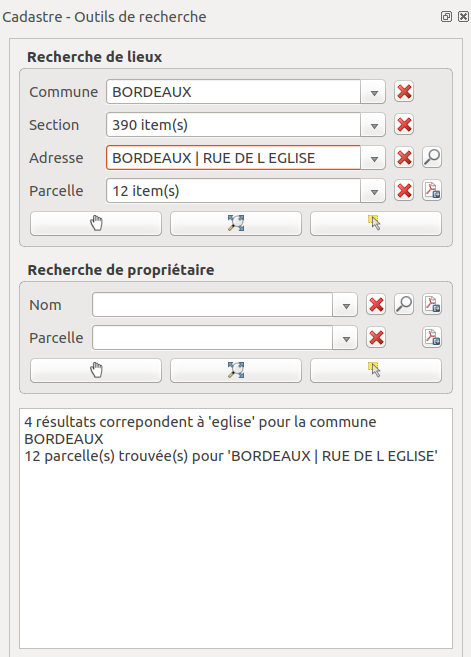 Cadastre - Outils de recherche
Recherche de lieux
Commune BORDEAUX
Section 390 item(s)
Adresse BORDEAUX | RUE DE L EGLISE
Parcelle 12 item(s)
Recherche de propriétaire
Nom
Parcelle
4 résultats correpondent à 'eglise' pour la commune
BORDEAUX
12 parcelle(s) trouvée(s) pour 'BORDEAUX | RUE DE L EGLISE'